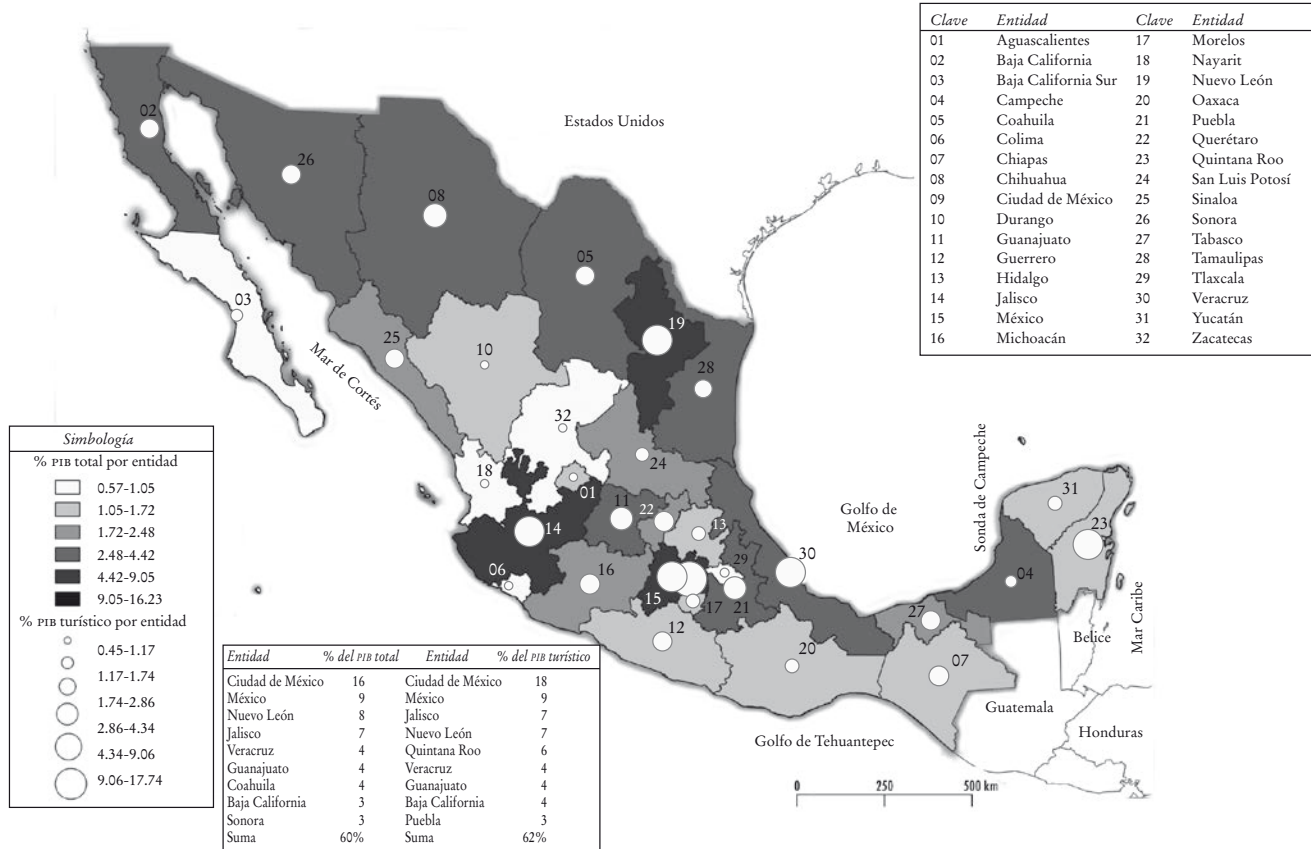 Clave Entidad Clave Entidad
01 Aguascalientes 17 Morelos
02 Baja California 18 Nayarit
03 Baja California Sur 19 Nuevo León
04 Campeche 20 Oaxaca
05 Coahuila 21 Puebla
06 Colima 22 Querétaro
07 Chiapas 23 Quintana Roo
08 Chihuahua 24 San Luis Potosí
09 Ciudad de México 25 Sinaloa
10 Durango 26 Sonora
11 Guanajuato 27 Tabasco
12 Guerrero 28 Tamaulipas
13 Hidalgo 29 Tlaxcala
14 Jalisco 30 Veracruz
15 México 31 Yucatán
16 Michoacán 32 Zacatecas
02
Estados Unidos
26
08
05
03
19
25
10
Mar de Cortés
28
32
24
18
01
11
22
13
14
29
30
16
06
15
17
21
12
20
27
07
04
31
23
Golfo de
México
Sonda de Campeche
Mar Caribe
Belice
Guatemala
Honduras
Golfo de Tehuantepec
0 250 500 km
Simbología
% PIB total por entidad
0.57-1.05
1.05-1.72
1.72-2.48
2.48-4.42
4.42-9.05
9.05-16.23
% PIB turístico por entidad
0.45-1.17
1.17-1.74
1.74-2.86
2.86-4.34
4.34-9.06
9.06-17.74
Entidad % del PIB total Entidad % del PIB turístico
Ciudad de México 16 Ciudad de México 18
México 9 México 9
Nuevo León 8 Jalisco 7
Jalisco 7 Nuevo León 7
Veracruz 4 Quintana Roo 6
Guanajuato 4 Veracruz 4
Coahuila 4 Guanajuato 4
Baja California 3 Baja California 4
Sonora 3 Puebla 3
Suma 60% Suma 62%